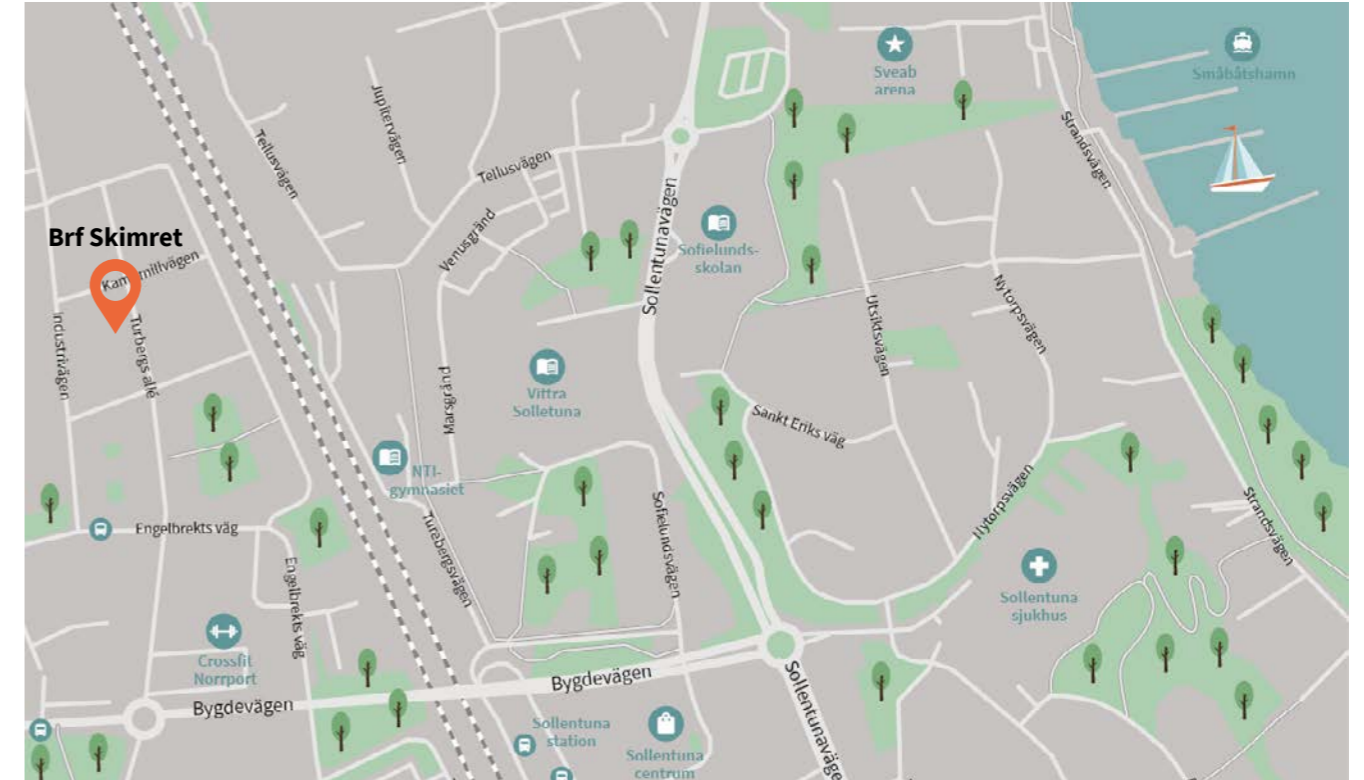 Sveab
arena
Småbåtshamn
Jupitervägen
Tellusvägen
Strandsvägen
Tellusvägen
Sollentunavägen
Sofielunds-
skolan
Venusgränd
Brf Skimret
Industrivägen
Turbergs allé
Utsiktsvägen
Nytorpsvägen
Vittra
Solletuna
Marsgränd
Sankt Eriks väg
NTI-
gymnasiet
Sofielundsvägen
Nytorpsvägen
Strandsvägen
Engelbrekts väg
Turebergsvägen
Engelbrekts väg
Sollentuna
sjukhus
Crossfit
Norrport
Bygdevägen
Bygdevägen
Sollentuna
station
Sollentuna
centrum